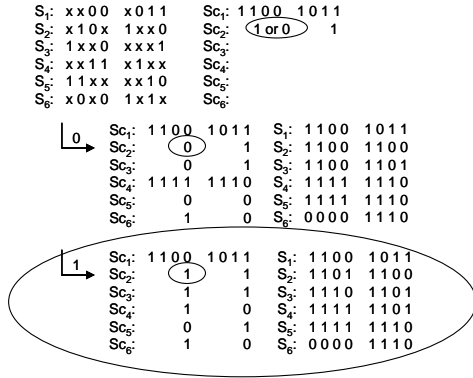 S1: x x 0 0 x 0 1 1 Sc1: 1 1 0 0 1 0 1 1
S2: x 1 0 x 1 x x 0 Sc2: 1 or 0 1
S3: 1 x x 0 x x x 1 Sc3:
S4: x x 1 1 x 1 x x Sc4:
S5: 1 1 x x x x 1 0 Sc5:
S6: x 0 x 0 1 x 1 x Sc6:
0
Sc1: 1 1 0 0 1 0 1 1 S1: 1 1 0 0 1 0 1 1
Sc2: 0 1 S2: 1 1 0 0 1 1 0 0
Sc3: 0 1 S3: 1 1 0 0 1 1 0 1
Sc4: 1 1 1 1 1 1 1 0 S4: 1 1 1 1 1 1 1 0
Sc5: 0 0 S5: 1 1 1 1 1 1 1 0
Sc6: 1 0 S6: 0 0 0 0 1 1 1 0
1
Sc1: 1 1 0 0 1 0 1 1 S1: 1 1 0 0 1 0 1 1
Sc2: 1 1 S2: 1 1 0 1 1 1 0 0
Sc3: 1 1 S3: 1 1 1 0 1 1 0 1
Sc4: 1 0 S4: 1 1 1 1 1 1 0 1
Sc5: 0 1 S5: 1 1 1 1 1 1 1 0
Sc6: 1 0 S6: 0 0 0 0 1 1 1 0